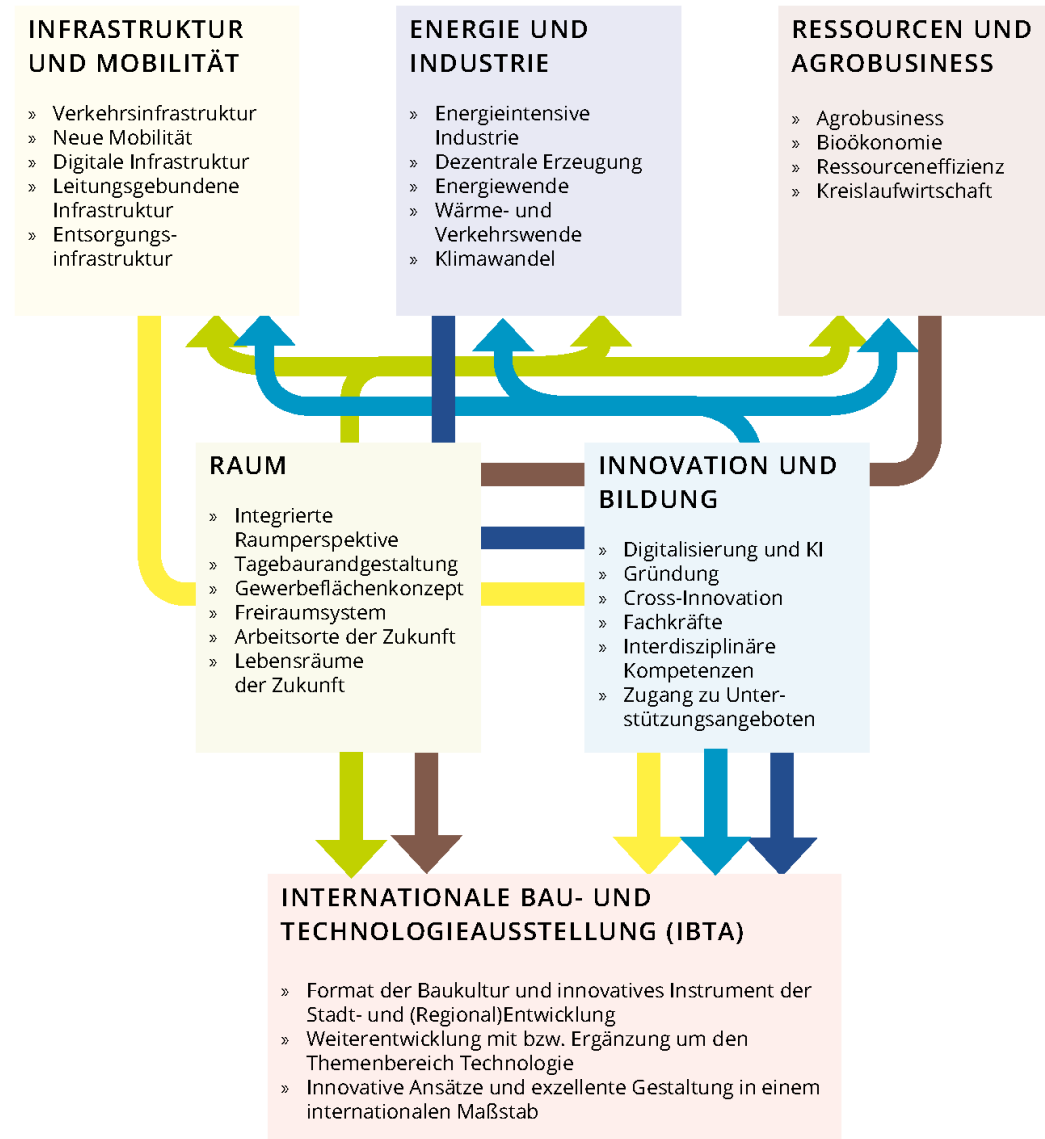 INFRASTRUKTUR
UND MOBILITÄT
» Verkehrsinfrastruktur
» Neue Mobilität
» Digitale Infrastruktur
» Leitungsgebundene
Infrastruktur
» Entsorgungs-
infrastruktur
ENERGIE UND
INDUSTRIE
» Energieintensive
Industrie
» Dezentrale Erzeugung
» Energiewende
» Wärme- und
Verkehrswende
» Klimawandel
RESSOURCEN UND
AGROBUSINESS
» Agrobusiness
» Bioökonomie
» Ressourceneffizienz
» Kreislaufwirtschaft
RAUM
» Integrierte
Raumperspektive
» Tagebaurandgestaltung
» Gewerbeflächenkonzept
» Freiraumsystem
» Arbeitsorte der Zukunft
» Lebensräume
der Zukunft
INNOVATION UND
BILDUNG
» Digitalisierung und KI
» Gründung
» Cross-Innovation
» Fachkräfte
» Interdisziplinäre
Kompetenzen
» Zugang zu Unter-
stützungsangeboten
INTERNATIONALE BAU- UND
TECHNOLOGIEAUSSTELLUNG (IBTA)
» Format der Baukultur und innovatives Instrument der
Stadt- und (Regional)Entwicklung
» Weiterentwicklung mit bzw. Ergänzung um den
Themenbereich Technologie
» Innovative Ansätze und exzellente Gestaltung in einem
internationalen Maßstab